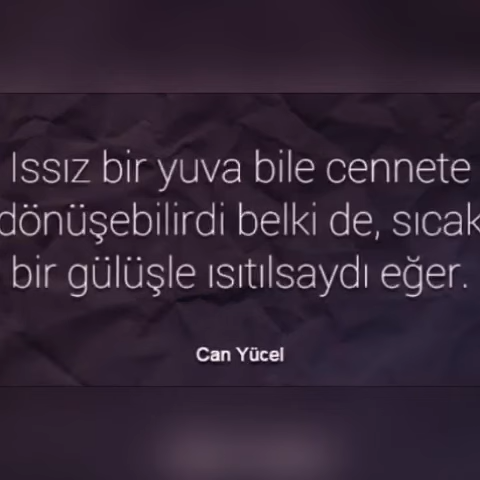 Issız bir yuva bile cennete
dönüşebilirdi belki de, sıcak
bir gülüşle ısıtılsaydı eğer.
Can Yücel